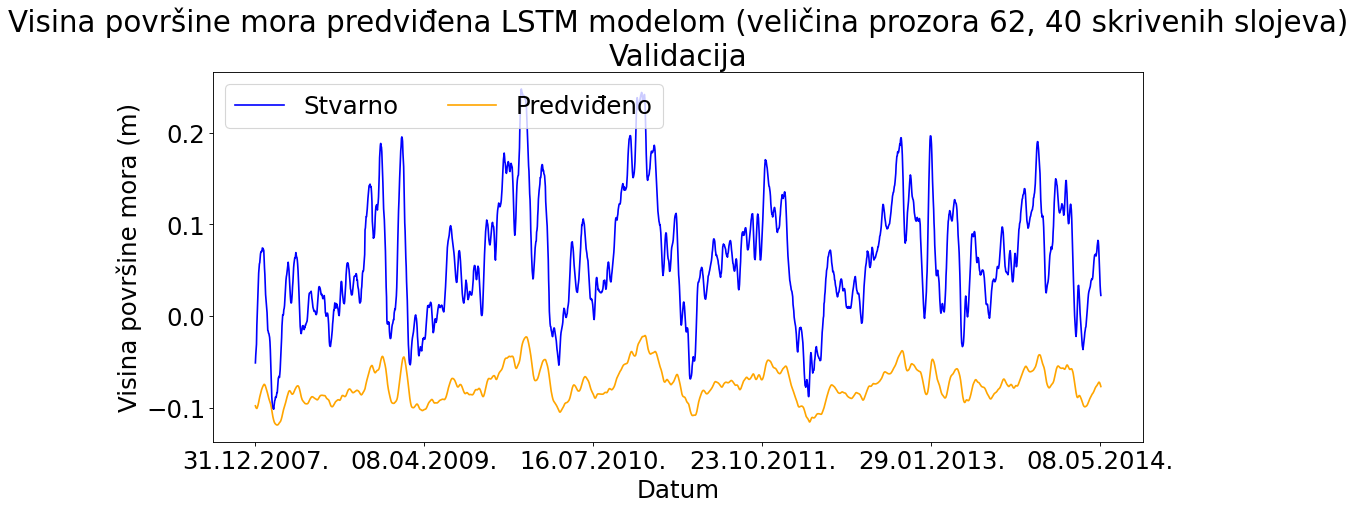 Visina površine mora predviđena LSTM modelom (veličina prozora 62, 40 skrivenih slojeva)
Validacija
Stvarno
Predviđeno
Visina površine mora (m)
0.2
0.1
0.0
−0.1
31.12.2007.
08.04.2009.
16.07.2010.
23.10.2011.
29.01.2013.
08.05.2014.
Datum